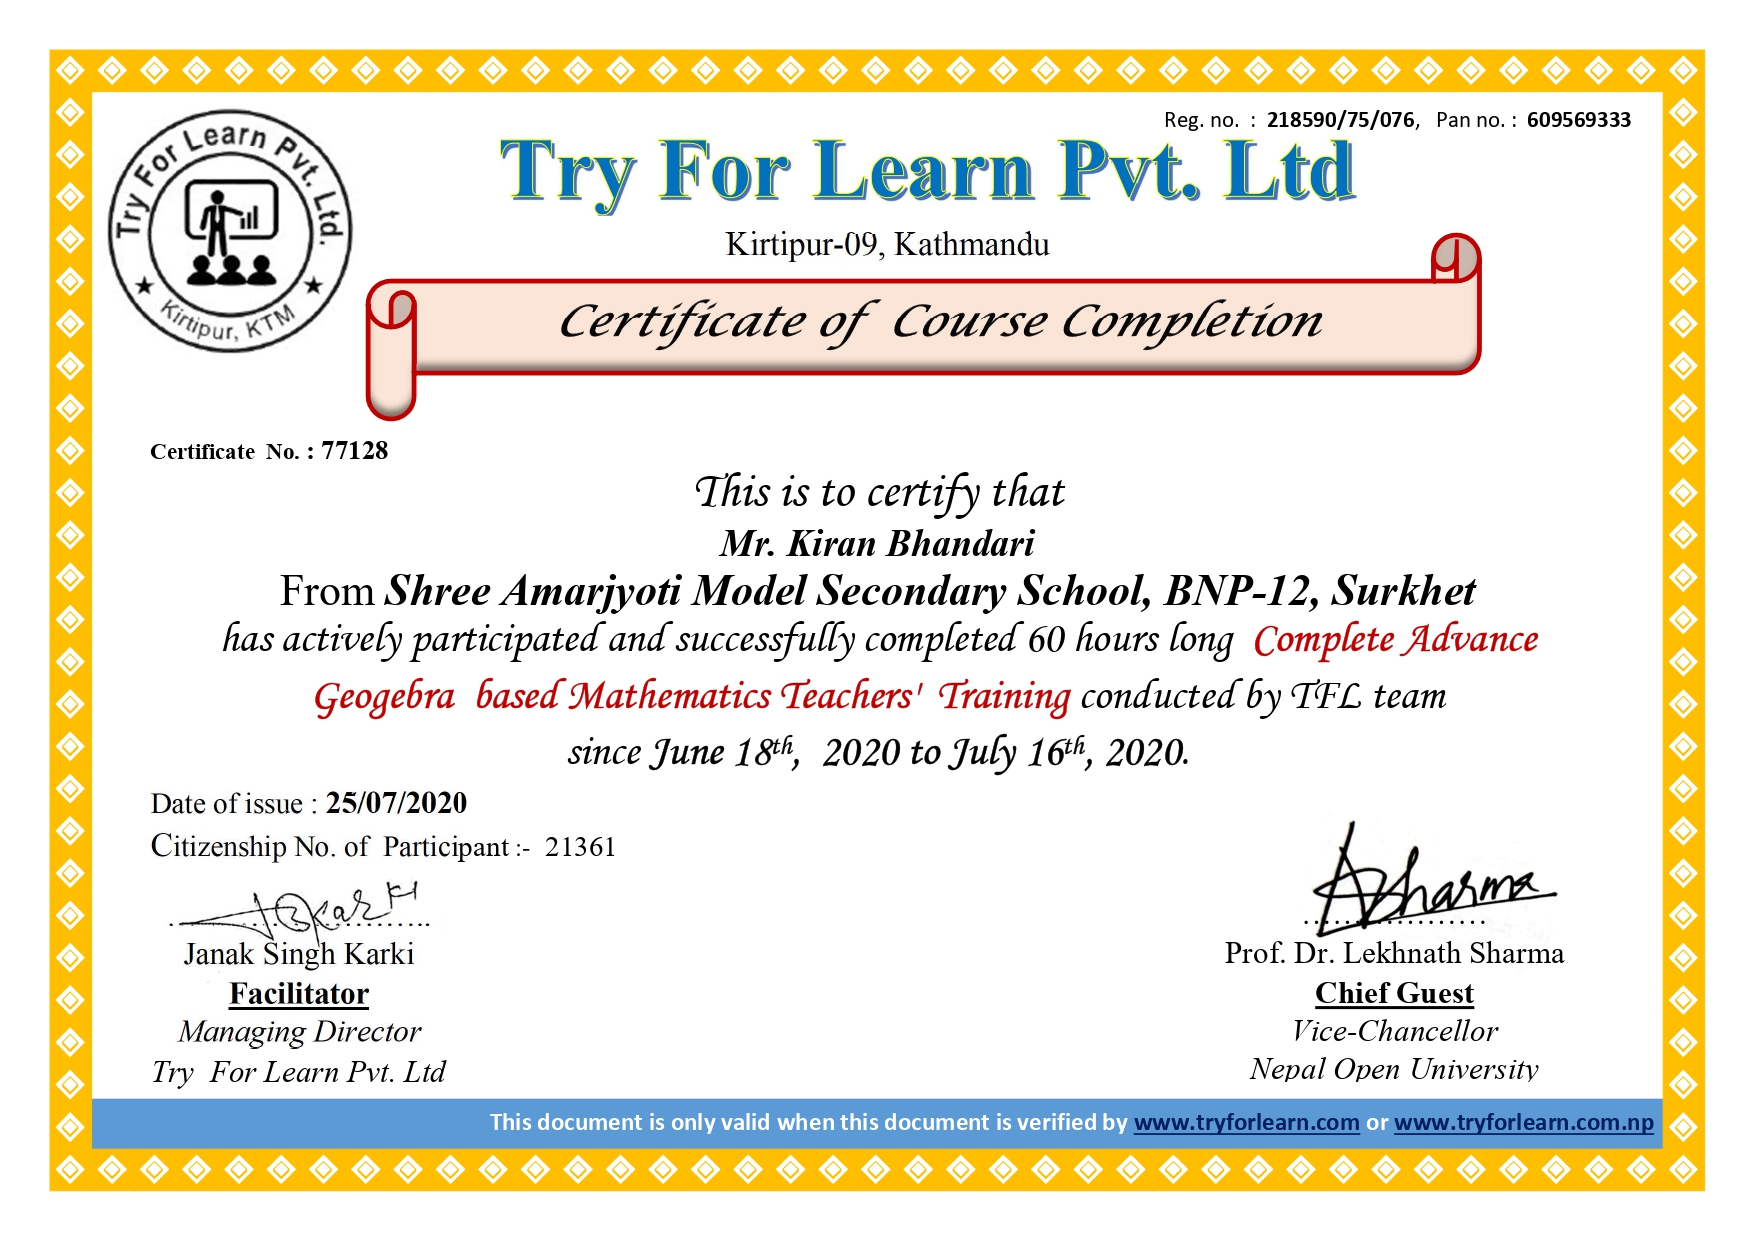 Reg. no. : 218590/75/076, Pan no. : 609569333
Try For Learn Pvt. Ltd.
Kirtipur, KTM
Try For Learn Pvt. Ltd
Kirtipur-09, Kathmandu
Certificate of Course Completion
Certificate No. : 77128
This is to certify that
Mr. Kiran Bhandari
From Shree Amarjyoti Model Secondary School, BNP-12, Surkhet
has actively participated and successfully completed 60 hours long Complete Advance
Geogebra based Mathematics Teachers' Training conducted by TFL team
since June 18th, 2020 to July 16th, 2020.
Date of issue : 25/07/2020
Citizenship No. of Participant :- 21361
Janak Singh Karki
Facilitator
Managing Director
Try For Learn Pvt. Ltd
Prof. Dr. Lekhnath Sharma
Chief Guest
Vice-Chancellor
Nepal Open University
This document is only valid when this document is verified by www.tryforlearn.com or www.tryforlearn.com.np